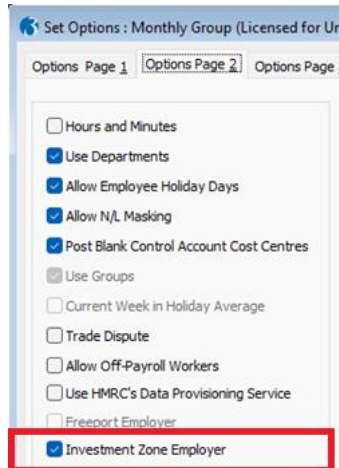 Set Options : Monthly Group (Licensed for
Options Page 1 Options Page 2 Options Page
Hours and Minutes
Use Departments
Allow Employee Holiday Days
Allow N/L Masking
Post Blank Control Account Cost Centres
Use Groups
Current Week in Holiday Average
Trade Dispute
Allow Off-Payroll Workers
Use HMRC's Data Provisioning Service
Freeport Employer
Investment Zone Employer